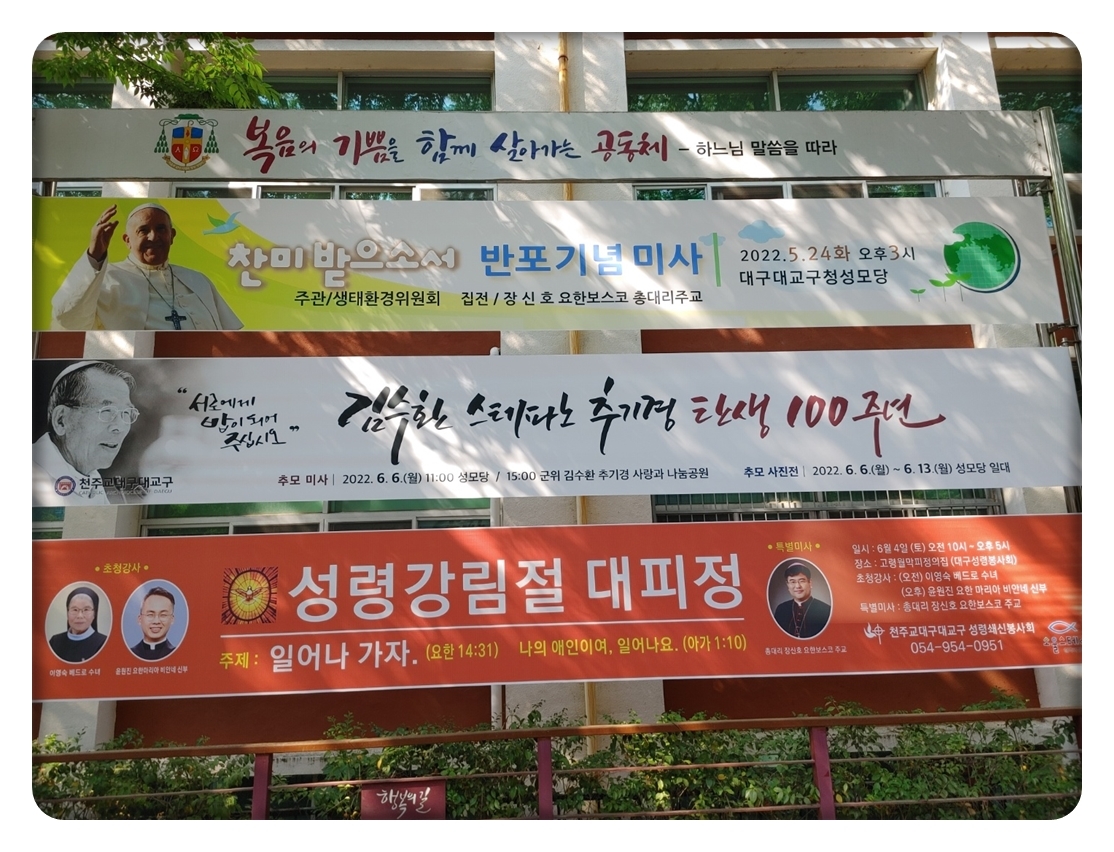 복음의 기쁨을 함께 살아가는 공동체 – 하느님 말씀을 따라
찬미받으소서 반포기념미사
2022.5.24화 오후3시
대구대교구청성모당
주관/생태환경위원회 집전 / 장 신 호 요한보스코 총대리주교
“서로에게
밥이 되어
주십시오”
김수환 스테파노 추기경 탄생 100주년
천주교대구대교구
추모 미사 | 2022. 6. 6.(월) 11:00 성모당 / 15:00 군위 김수환 추기경 사랑과 나눔공원
추모 사진전 | 2022. 6. 6.(월) ~ 6. 13.(월) 성모당 일대
• 초청강사 •
이영숙 베드로 수녀
윤원진 요한마리아 비안네 신부
성령강림절 대피정
주제 : 일어나 가자. (요한 14:31) 나의 애인이여, 일어나요. (아가 1:10)
• 특별미사 •
총대리 장신호 요한보스코 주교
일시 : 6월 4일 (토) 오전 10시 ~ 오후 5시
장소 : 고령월막피정의집 (대구성령봉사회)
초청강사 : (오전) 이영숙 베드로 수녀
(오후) 윤원진 요한 마리아 비안네 신부
특별미사 : 총대리 장신호 요한보스코 주교
천주교대구대교구 성령쇄신봉사회
054-954-0951
행복의길